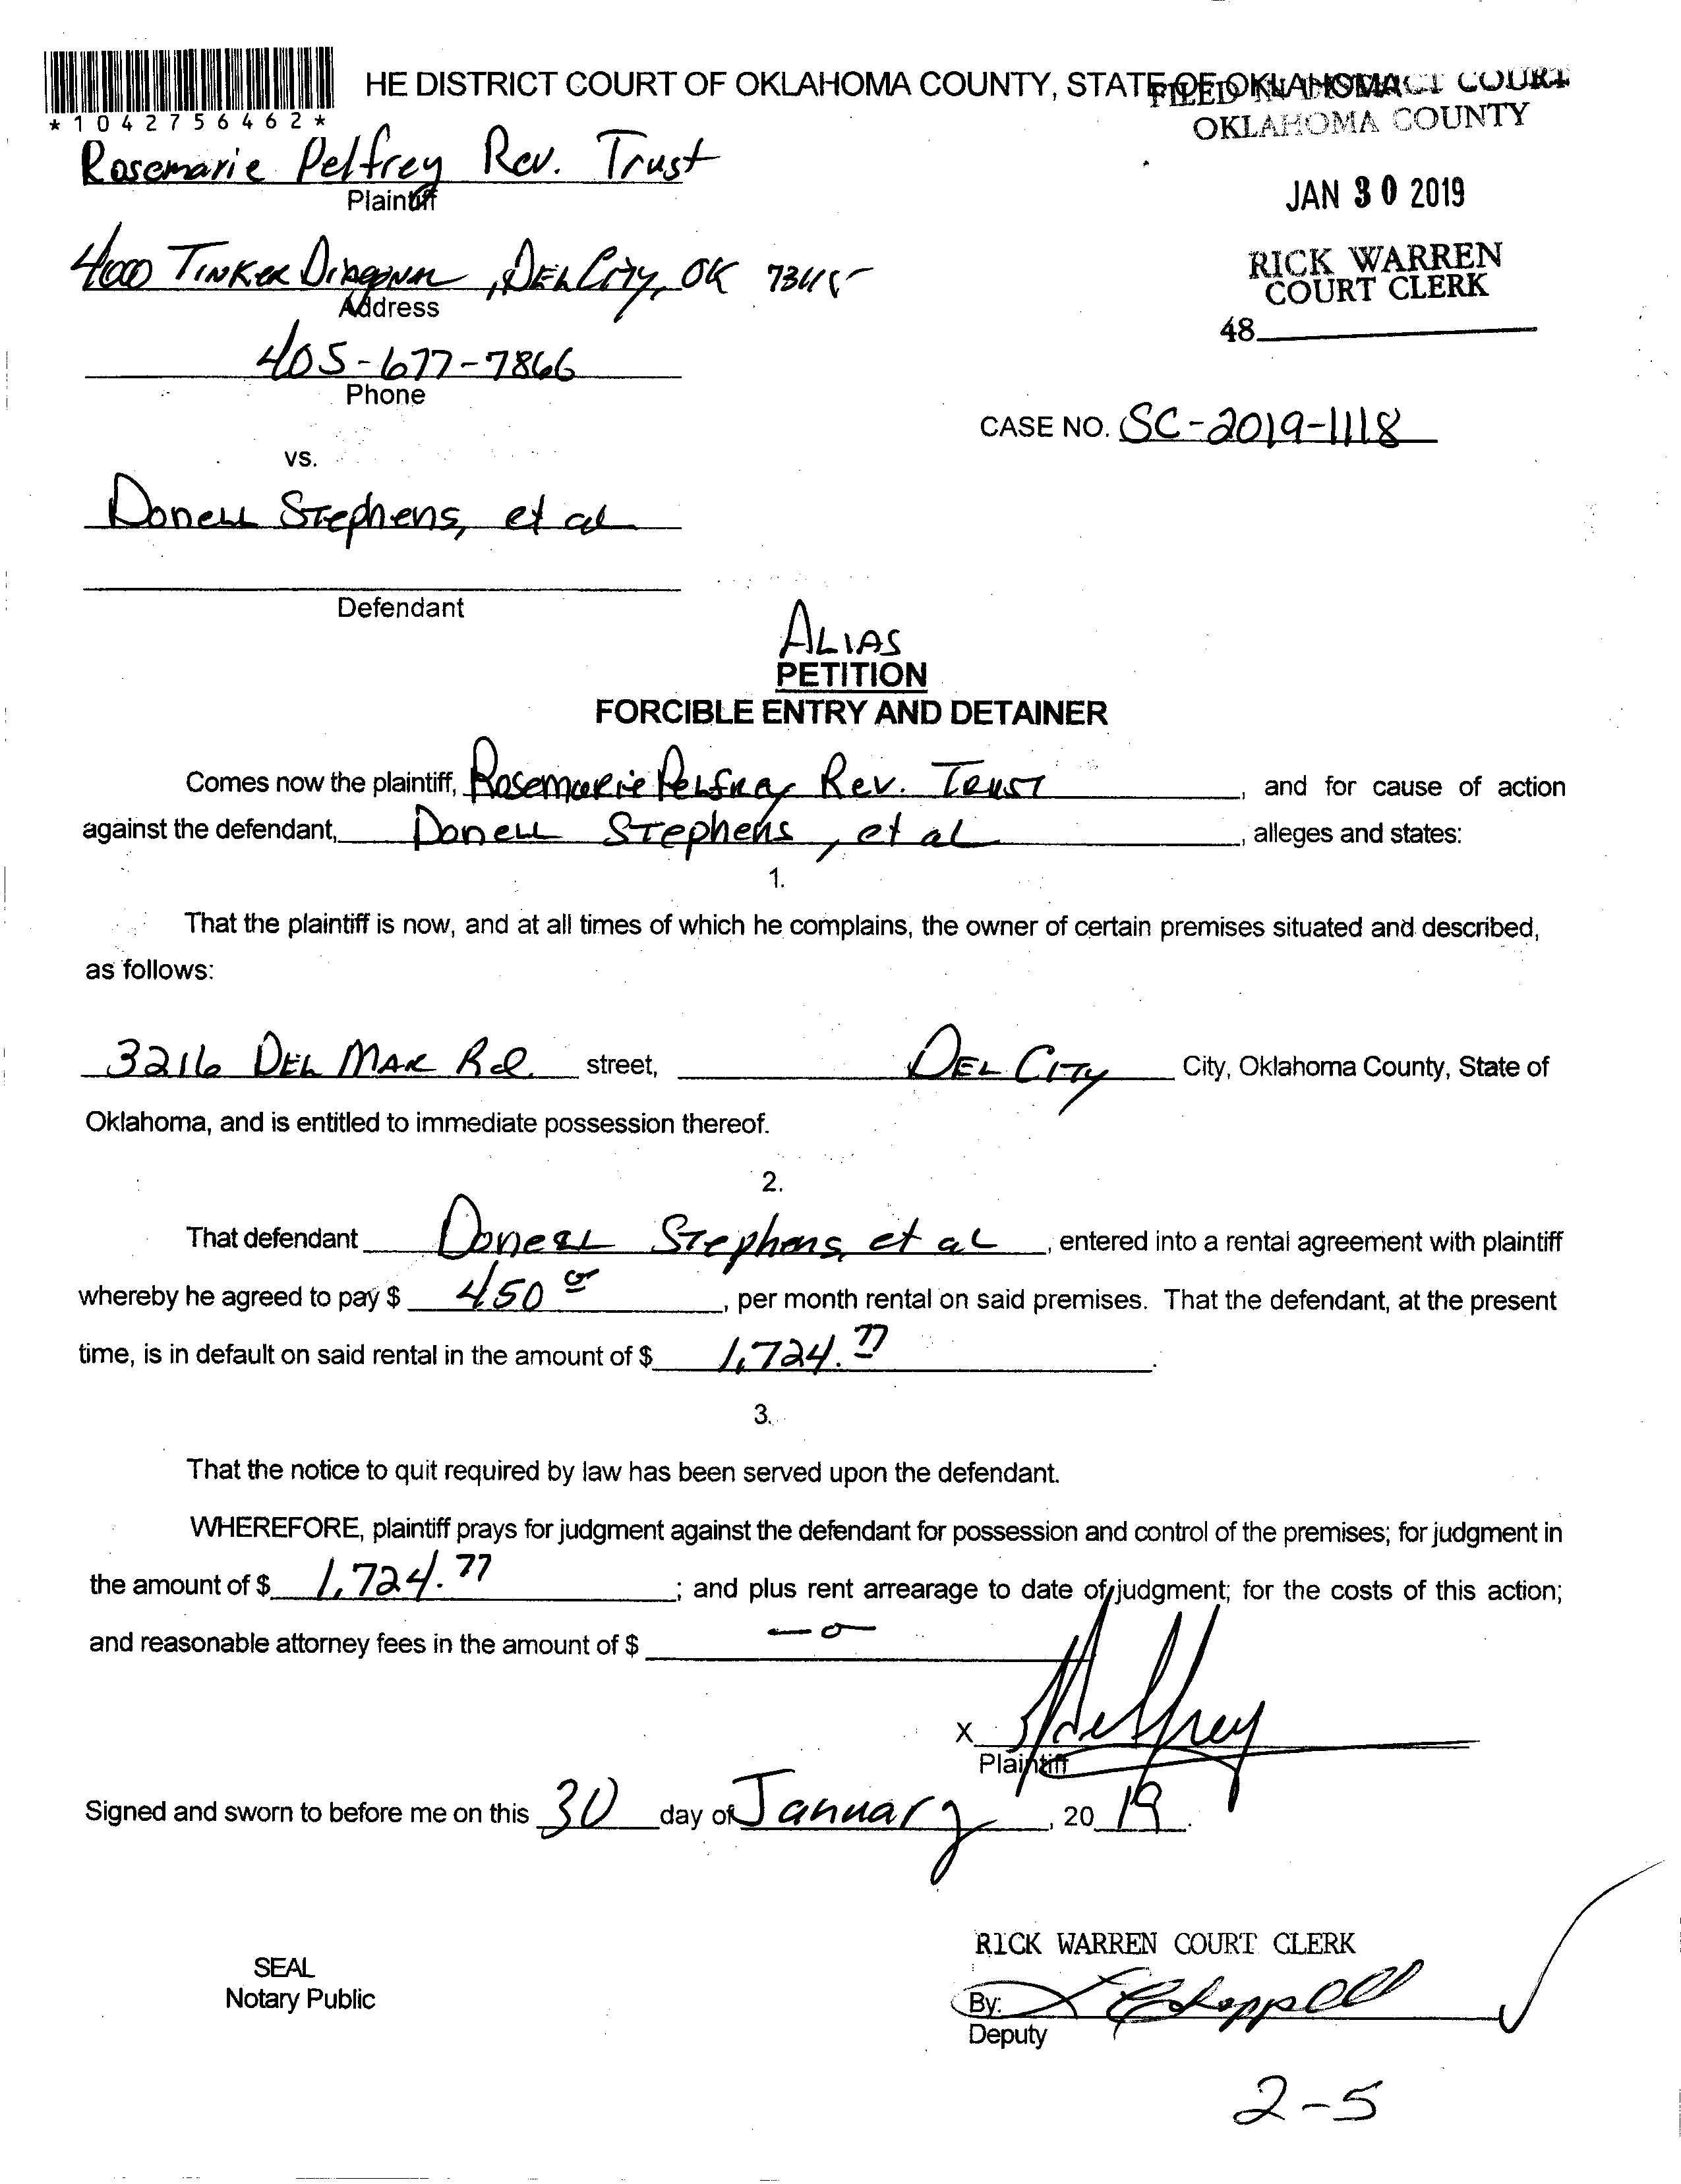 HE DISTRICT COURT OF OKLAHOMA COUNTY, STATE OF OKLAHOMA
FILED IN DISTRICT COURT
OKLAHOMA COUNTY
*1042756462*
Rosemarie Pelfrey Rev. Trust
Plaintiff
JAN 30 2019
4000 Tinker Diagonal, Del City, OK 73115
Address
RICK WARREN
COURT CLERK
48
405-677-7866
Phone
CASE NO. SC-2019-1118
vs.
Donell Stephens, et al
Defendant
ALIAS
PETITION
FORCIBLE ENTRY AND DETAINER
Comes now the plaintiff, Rosemarie Pelfrey Rev. Trust, and for cause of action
against the defendant, Donell Stephens, et al, alleges and states:
1.
That the plaintiff is now, and at all times of which he complains, the owner of certain premises situated and described,
as follows:
3216 Del Mar Rd street, Del City City, Oklahoma County, State of
Oklahoma, and is entitled to immediate possession thereof.
2.
That defendant Donell Stephens, et al, entered into a rental agreement with plaintiff
whereby he agreed to pay $ 450 00, per month rental on said premises. That the defendant, at the present
time, is in default on said rental in the amount of $ 1,724.77.
3.
That the notice to quit required by law has been served upon the defendant.
WHEREFORE, plaintiff prays for judgment against the defendant for possession and control of the premises; for judgment in
the amount of $ 1,724.77; and plus rent arrearage to date of judgment; for the costs of this action;
and reasonable attorney fees in the amount of $ -0-
X Pelfrey
Plaintiff
Signed and sworn to before me on this 30 day of January, 2019.
RICK WARREN COURT CLERK
SEAL
Notary Public
By:
Deputy
2-5